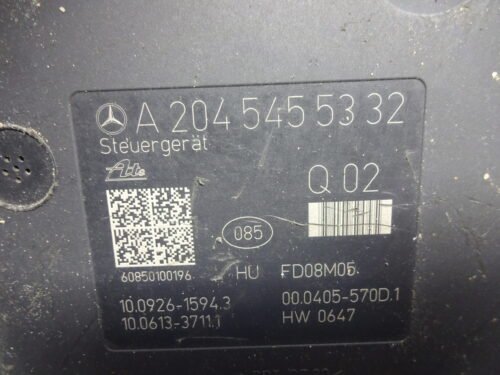 A 204 545 53 32
Steuergerät
Ate
Q 02
085
60850100196 HU FD08M05
10.0926-1594.3 00.0405-570D.1
10.0613-3711.1 HW 0647